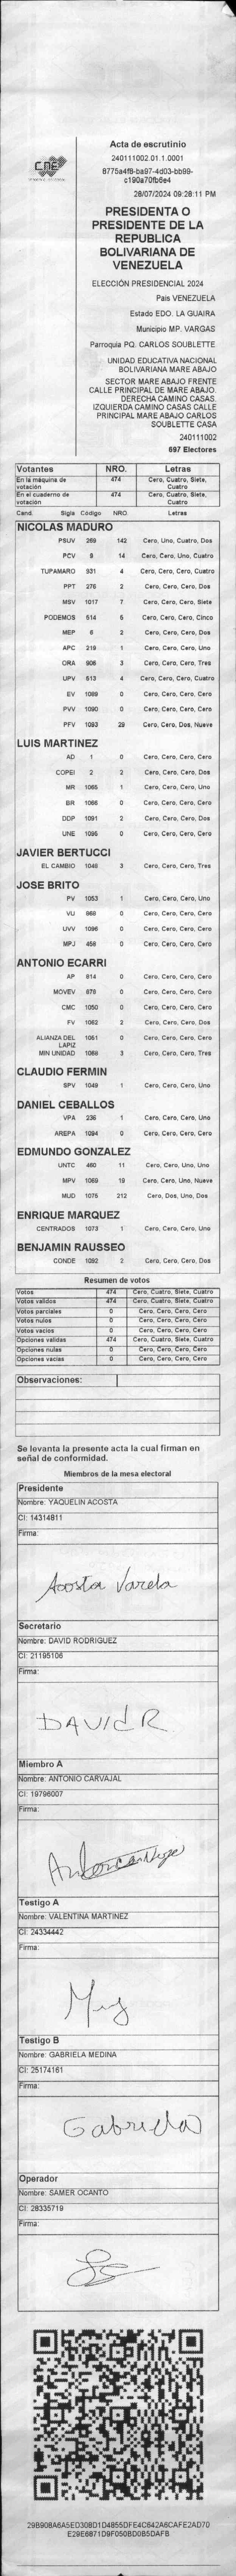 CNE
Acta de escrutinio
240111002.01.1.0001
8775a4f8-ba97-4d03-bb99-
c190a70fb6e4
28/07/2024 09:28:11 PM
PRESIDENTA O
PRESIDENTE DE LA
REPUBLICA
BOLIVARIANA DE
VENEZUELA
ELECCIÓN PRESIDENCIAL 2024
País VENEZUELA
Estado EDO. LA GUAIRA
Municipio MP. VARGAS
Parroquia PQ. CARLOS SOUBLETTE
UNIDAD EDUCATIVA NACIONAL
BOLIVARIANA MARE ABAJO
SECTOR MARE ABAJO FRENTE
CALLE PRINCIPAL DE MARE ABAJO.
DERECHA CAMINO CASAS.
IZQUIERDA CAMINO CASAS CALLE
PRINCIPAL MARE ABAJO CARLOS
SOUBLETTE CASA
240111002
697 Electores
Votantes NRO. Letras
En la máquina de votación 474 Cero, Cuatro, Siete, Cuatro
En el cuaderno de votación 474 Cero, Cuatro, Siete, Cuatro
Cand. Sigla Código NRO. Letras
NICOLAS MADURO
PSUV 269 142 Cero, Uno, Cuatro, Dos
PCV 9 14 Cero, Cero, Uno, Cuatro
TUPAMARO 931 4 Cero, Cero, Cero, Cuatro
PPT 276 2 Cero, Cero, Cero, Dos
MSV 1017 7 Cero, Cero, Cero, Siete
PODEMOS 514 5 Cero, Cero, Cero, Cinco
MEP 6 2 Cero, Cero, Cero, Dos
APC 219 1 Cero, Cero, Cero, Uno
ORA 906 3 Cero, Cero, Cero, Tres
UPV 513 4 Cero, Cero, Cero, Cuatro
EV 1089 0 Cero, Cero, Cero, Cero
PVV 1090 0 Cero, Cero, Cero, Cero
PFV 1093 29 Cero, Cero, Dos, Nueve
LUIS MARTINEZ
AD 1 0 Cero, Cero, Cero, Cero
COPEI 2 2 Cero, Cero, Cero, Dos
MR 1065 1 Cero, Cero, Cero, Uno
BR 1066 0 Cero, Cero, Cero, Cero
DDP 1091 2 Cero, Cero, Cero, Dos
UNE 1095 0 Cero, Cero, Cero, Cero
JAVIER BERTUCCI
EL CAMBIO 1046 3 Cero, Cero, Cero, Tres
JOSE BRITO
PV 1053 1 Cero, Cero, Cero, Uno
VU 968 0 Cero, Cero, Cero, Cero
UVV 1096 0 Cero, Cero, Cero, Cero
MPJ 456 0 Cero, Cero, Cero, Cero
ANTONIO ECARRI
AP 814 0 Cero, Cero, Cero, Cero
MOVEV 878 0 Cero, Cero, Cero, Cero
CMC 1050 0 Cero, Cero, Cero, Cero
FV 1062 2 Cero, Cero, Cero, Dos
ALIANZA DEL LAPIZ 1061 0 Cero, Cero, Cero, Cero
MIN UNIDAD 1068 3 Cero, Cero, Cero, Tres
CLAUDIO FERMIN
SPV 1049 1 Cero, Cero, Cero, Uno
DANIEL CEBALLOS
VPA 236 1 Cero, Cero, Cero, Uno
AREPA 1094 0 Cero, Cero, Cero, Cero
EDMUNDO GONZALEZ
UNTC 460 11 Cero, Cero, Uno, Uno
MPV 1069 19 Cero, Cero, Uno, Nueve
MUD 1075 212 Cero, Dos, Uno, Dos
ENRIQUE MARQUEZ
CENTRADOS 1073 1 Cero, Cero, Cero, Uno
BENJAMIN RAUSSEO
CONDE 1092 2 Cero, Cero, Cero, Dos
Resumen de votos
Votos 474 Cero, Cuatro, Siete, Cuatro
Votos validos 474 Cero, Cuatro, Siete, Cuatro
Votos parciales 0 Cero, Cero, Cero, Cero
Votos nulos 0 Cero, Cero, Cero, Cero
Votos vacios 0 Cero, Cero, Cero, Cero
Opciones validas 474 Cero, Cuatro, Siete, Cuatro
Opciones nulas 0 Cero, Cero, Cero, Cero
Opciones vacias 0 Cero, Cero, Cero, Cero
Observaciones:
Se levanta la presente acta la cual firman en
señal de conformidad.
Miembros de la mesa electoral
Presidente
Nombre: YAQUELIN ACOSTA
CI: 14314811
Firma:
Acosta Varela
Secretario
Nombre: DAVID RODRIGUEZ
CI: 21195106
Firma:
DAVID R
Miembro A
Nombre: ANTONIO CARVAJAL
CI: 19796007
Firma:
Testigo A
Nombre: VALENTINA MARTINEZ
CI: 24334442
Firma:
Testigo B
Nombre: GABRIELA MEDINA
CI: 25174161
Firma:
Gabriela
Operador
Nombre: SAMER OCANTO
CI: 28335719
Firma:
29B908A6A5ED308D1D4855DFE4C642A6CAFE2AD70
E29E6871D9F050BD0B5DAFB